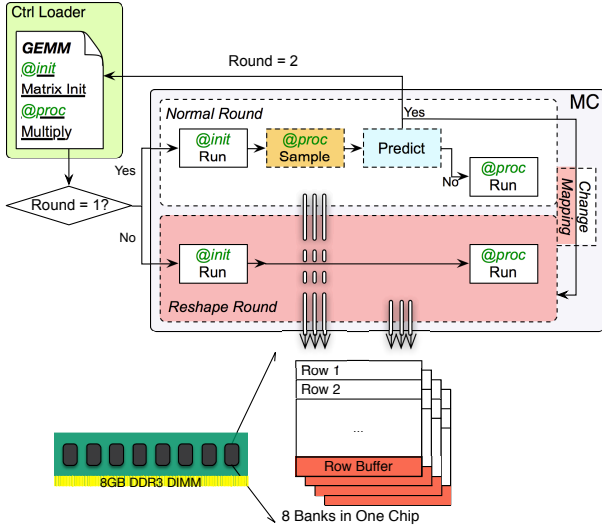 Ctrl Loader
GEMM
@init
Matrix Init
@proc
Multiply
Round = 2
MC
Normal Round
Yes
@init
Run
@proc
Sample
Predict
No
@proc
Run
Yes
Round = 1?
No
Change
Mapping
@init
Run
@proc
Run
Reshape Round
Row 1
Row 2
...
Row Buffer
8GB DDR3 DIMM
8 Banks in One Chip